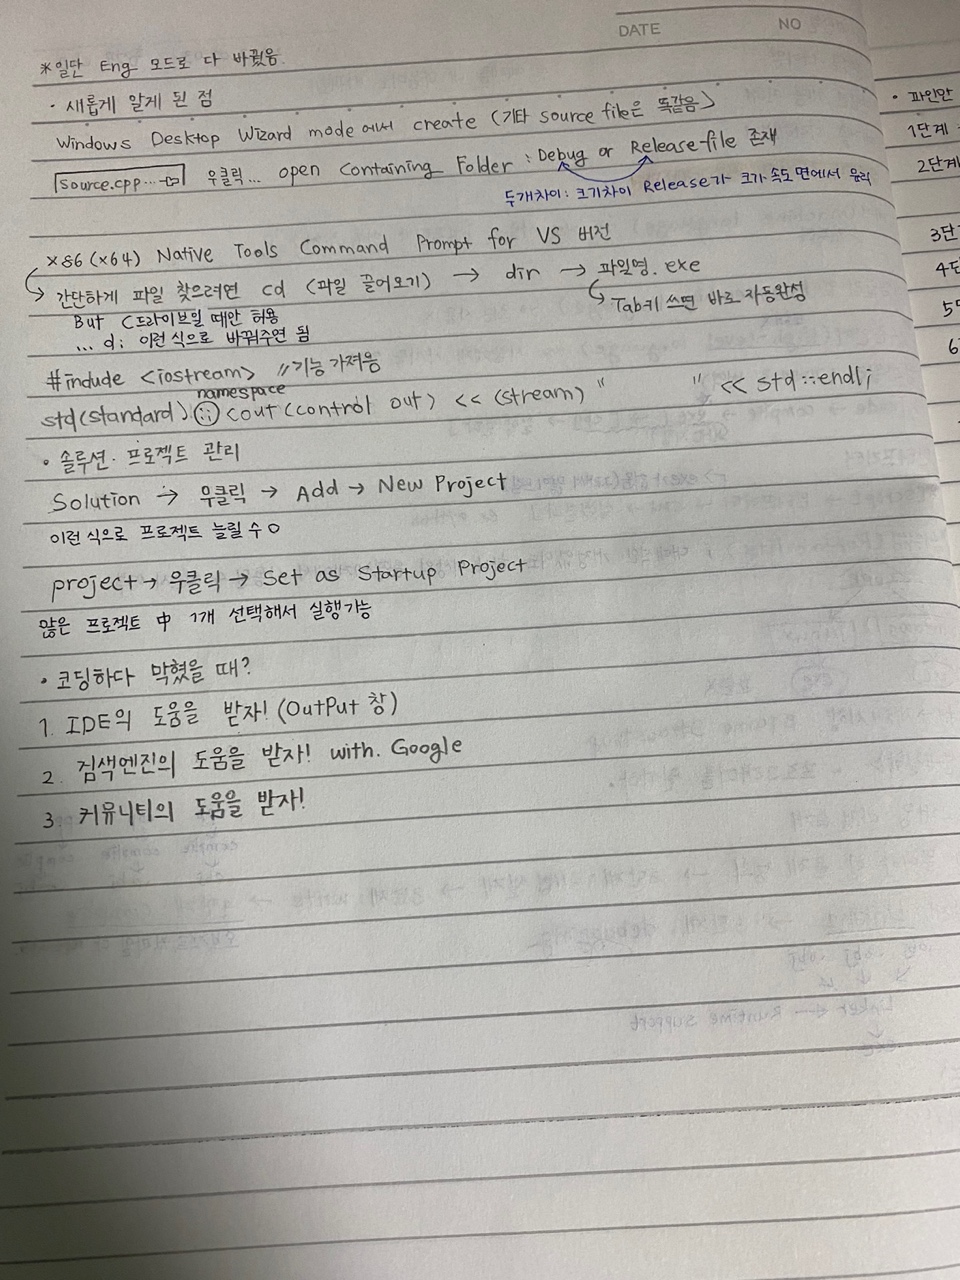 DATE NO
*일단 Eng 모드로 다 바꿨음.
· 새롭게 알게 된 점
Windows Desktop Wizard mode에서 create (기타 source file은 똑같음)
source.cpp... 우클릭... open Containing Folder : Debug or Release file 존재
두개차이: 크기차이 Release가 크기 속도면에서 유리
x86(x64) Native Tools Command Prompt for VS 버전
↳ 간단하게 파일 찾으려면 cd (파일 끌어오기) → dir → 파일명.exe
↳ Tab키 쓰면 바로 자동완성
But C드라이브일 때만 허용
... d: 이런 식으로 바꿔주면 됨
#include <iostream> //기능 가져옴
namespace
std(standard) :: cout (control out) << (stream) " " << std::endl;
· 솔루션·프로젝트 관리
Solution → 우클릭 → Add → New Project
이런 식으로 프로젝트 늘릴 수 O
project → 우클릭 → Set as Startup Project
많은 프로젝트 中 1개 선택해서 실행가능
· 코딩하다 막혔을 때?
1. IDE의 도움을 받자! (OutPut 창)
2. 검색엔진의 도움을 받자! with. Google
3. 커뮤니티의 도움을 받자!
· 파인만
1단계
2단계
3단
4단
6